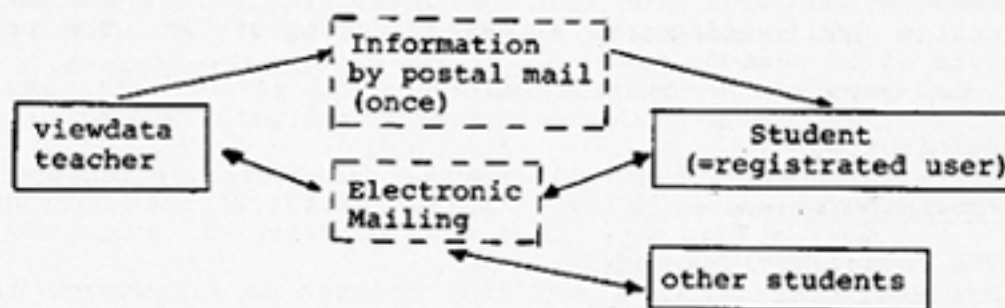 Information
by postal mail
(once)
viewdata
teacher
Student
(=registrated user)
Electronic
Mailing
other students